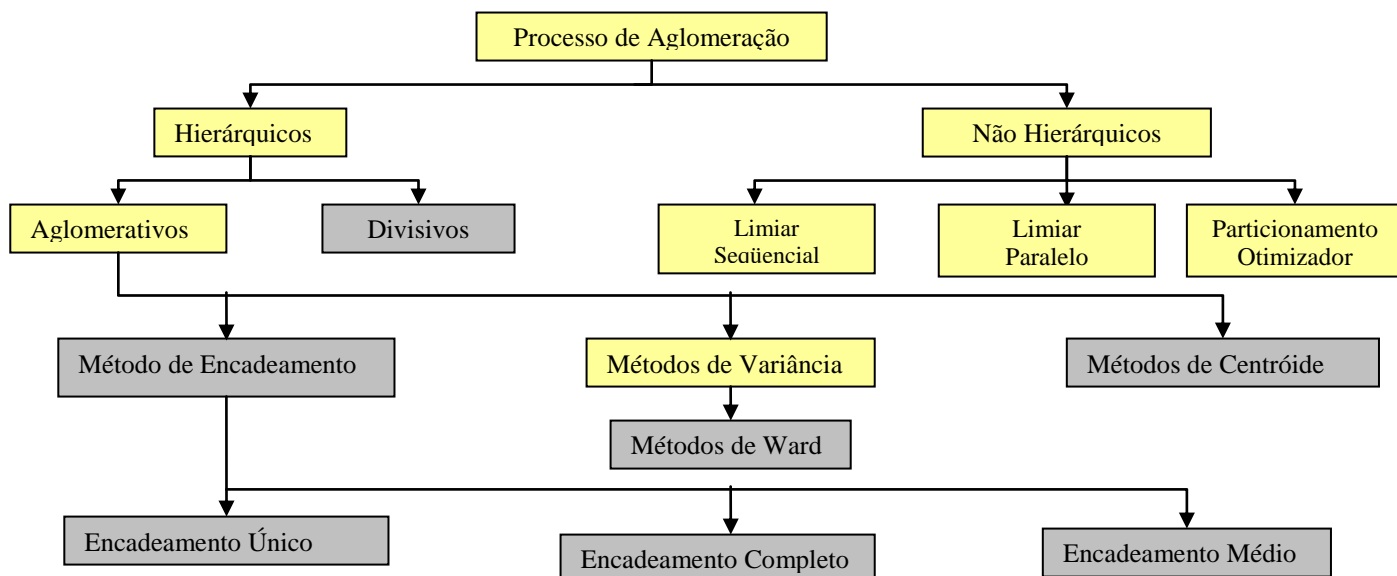 Processo de Aglomeração
Hierárquicos
Não Hierárquicos
Aglomerativos
Divisivos
Limiar
Seqüencial
Limiar
Paralelo
Particionamento
Otimizador
Método de Encadeamento
Métodos de Variância
Métodos de Centróide
Métodos de Ward
Encadeamento Único
Encadeamento Completo
Encadeamento Médio